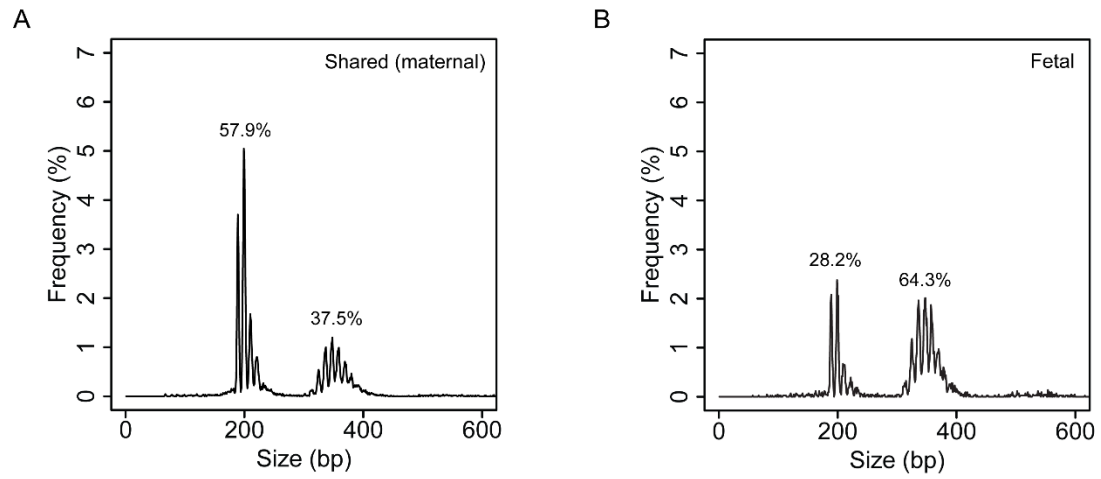 A
Shared (maternal)
57.9%
37.5%
7
6
5
4
3
2
1
0
Frequency (%)
0 200 400 600
Size (bp)
B
Fetal
28.2%
64.3%
7
6
5
4
3
2
1
0
Frequency (%)
0 200 400 600
Size (bp)